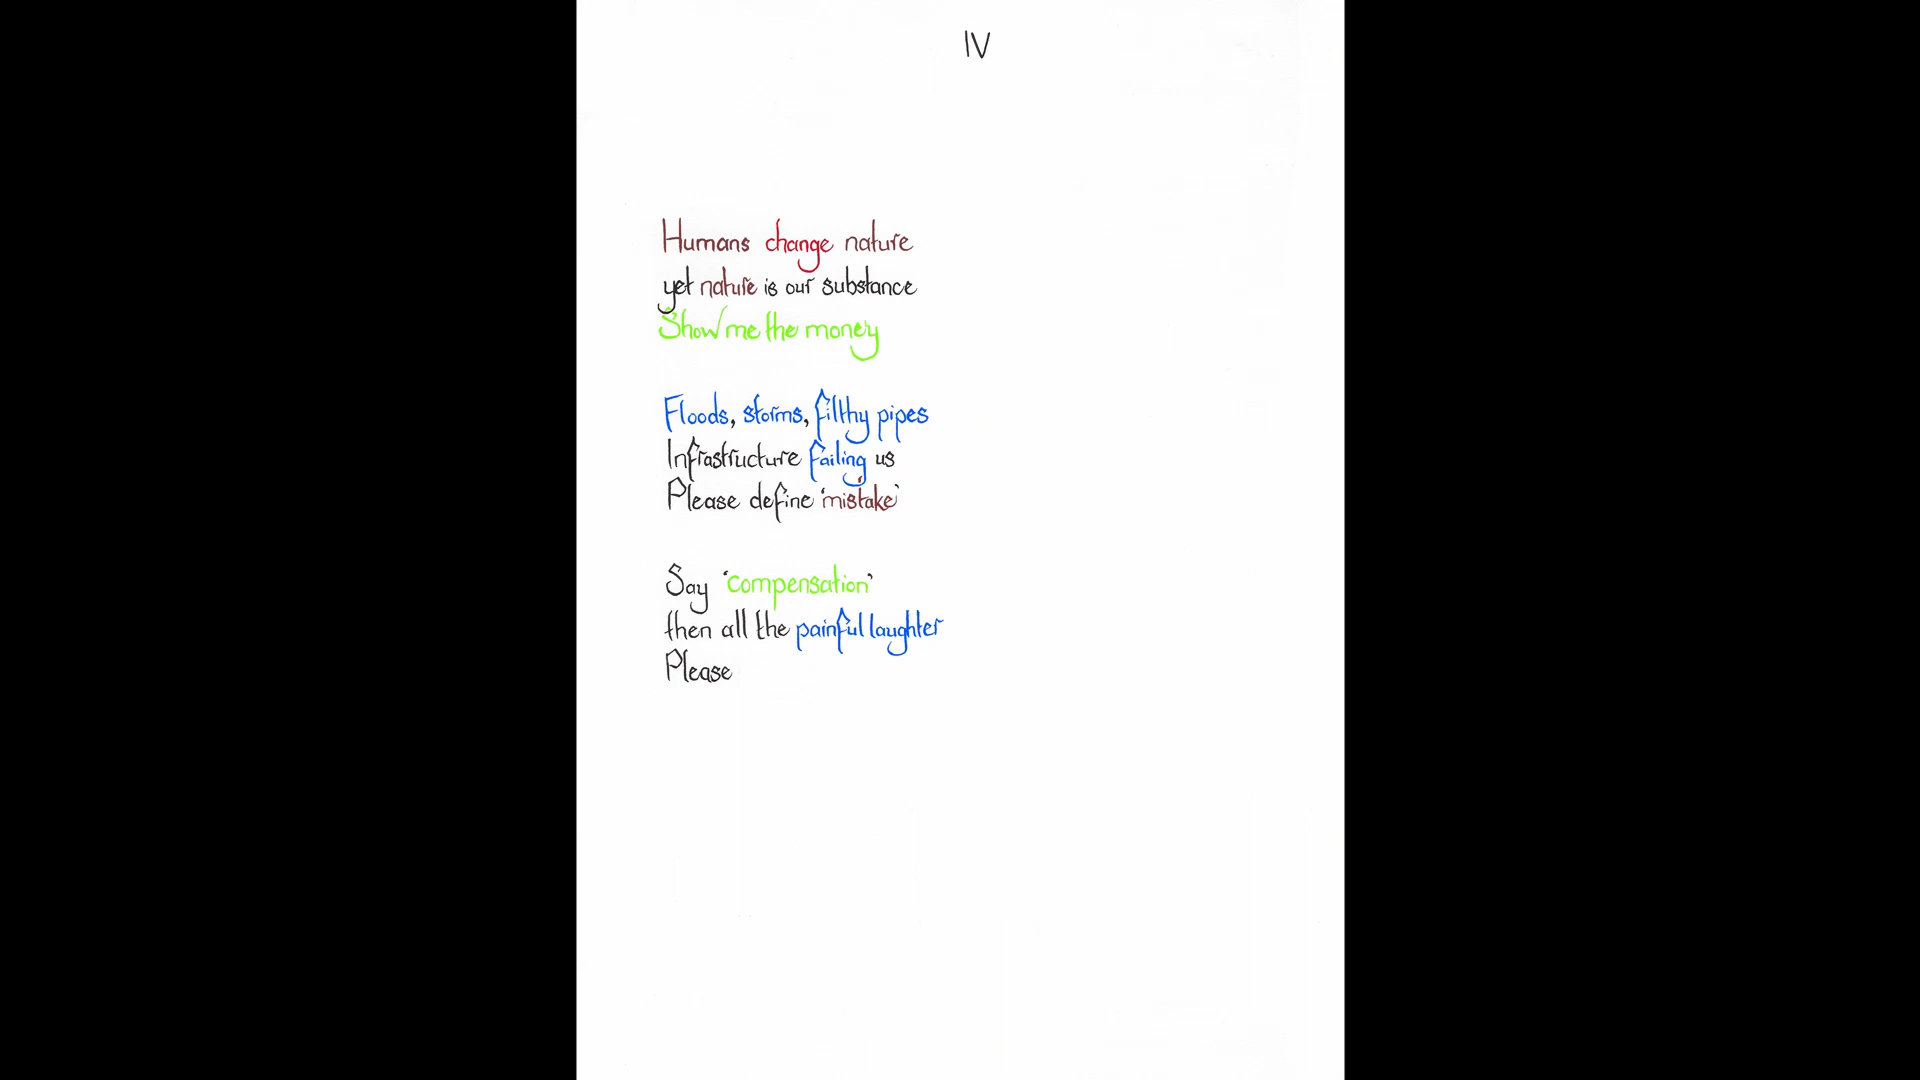 IV
Humans change nature
yet nature is our substance
Show me the money
Floods, storms, filthy pipes
Infrastructure failing us
Please define 'mistake'
Say 'compensation'
then all the painful laughter
Please